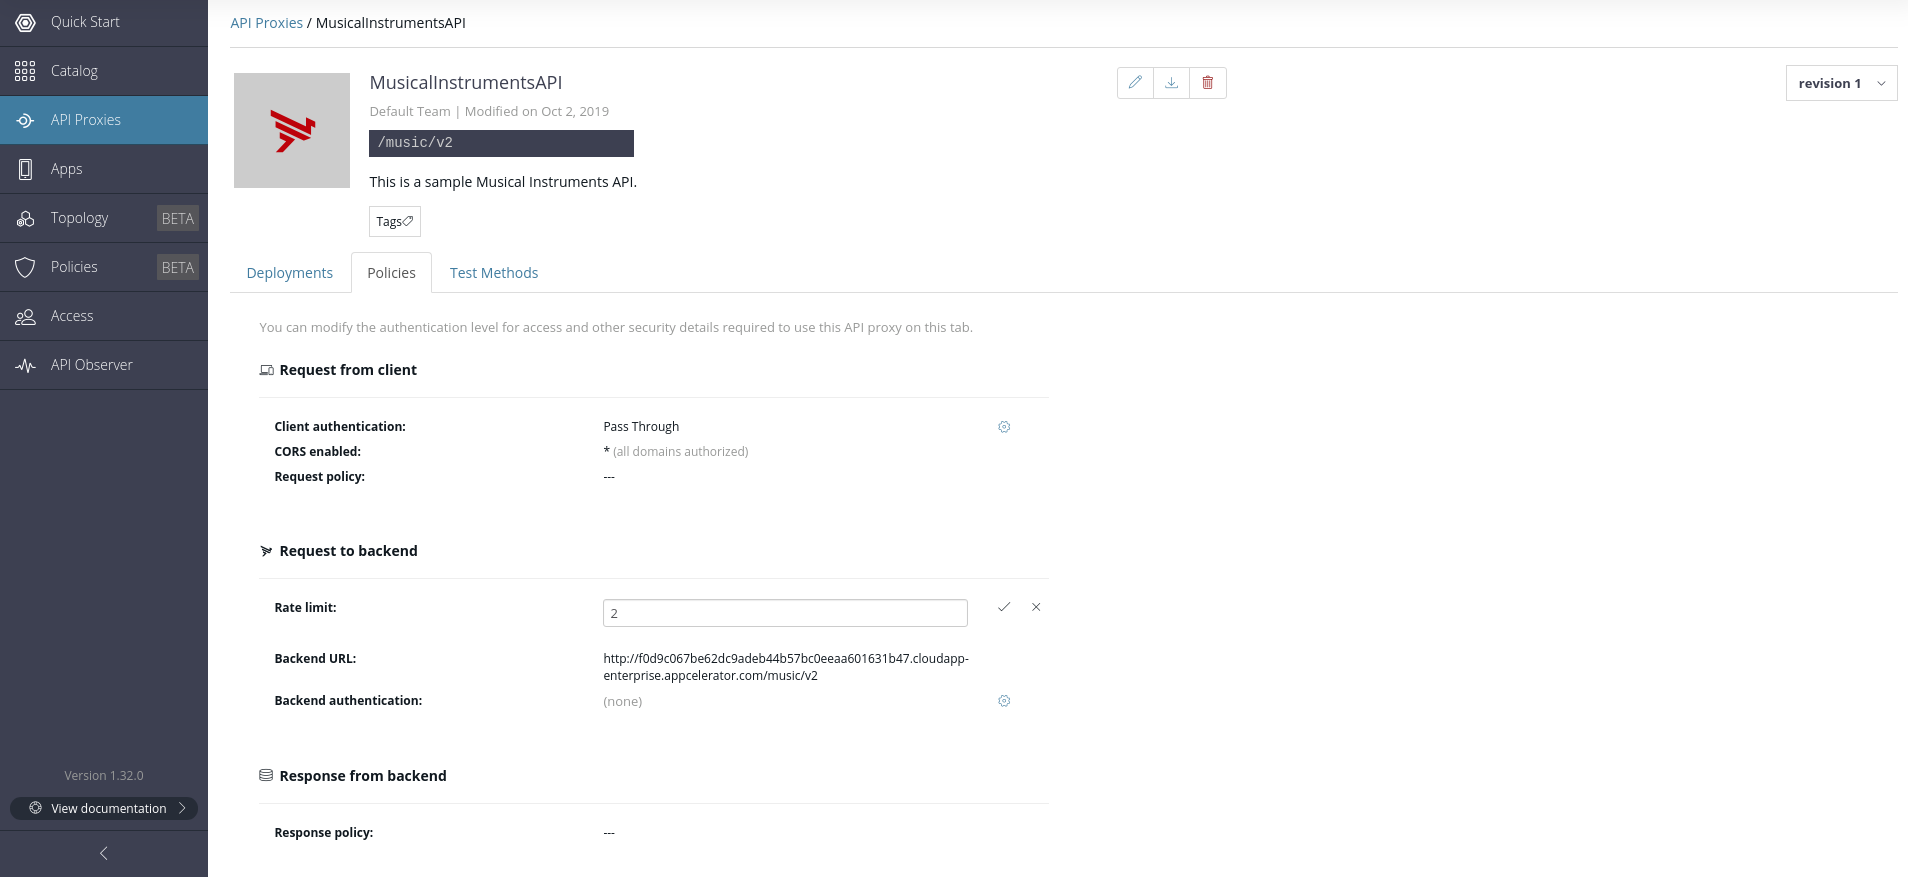 Quick Start
Catalog
API Proxies
Apps
Topology BETA
Policies BETA
Access
API Observer
Version 1.32.0
View documentation
API Proxies / MusicalInstrumentsAPI
MusicalInstrumentsAPI
Default Team | Modified on Oct 2, 2019
/music/v2
This is a sample Musical Instruments API.
Tags
revision 1
Deployments Policies Test Methods
You can modify the authentication level for access and other security details required to use this API proxy on this tab.
Request from client
Client authentication: Pass Through
CORS enabled: * (all domains authorized)
Request policy: ---
Request to backend
Rate limit: 2
Backend URL: http://f0d9c067be62dc9adeb44b57bc0eeaa601631b47.cloudapp-
enterprise.appcelerator.com/music/v2
Backend authentication: (none)
Response from backend
Response policy: ---